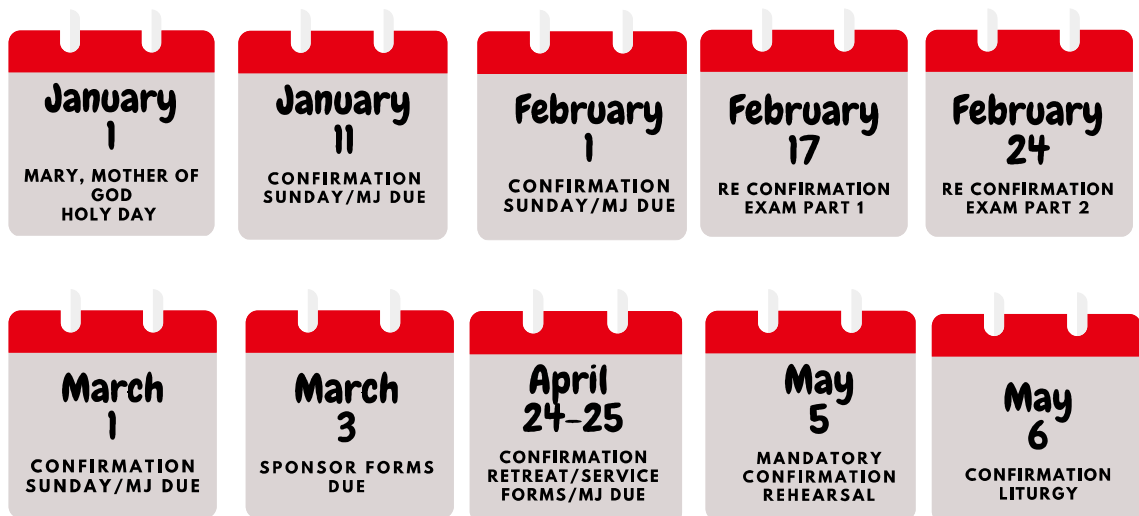 January
1
MARY, MOTHER OF
GOD
HOLY DAY
January
11
CONFIRMATION
SUNDAY/MJ DUE
February
1
CONFIRMATION
SUNDAY/MJ DUE
February
17
RE CONFIRMATION
EXAM PART 1
February
24
RE CONFIRMATION
EXAM PART 2
March
1
CONFIRMATION
SUNDAY/MJ DUE
March
3
SPONSOR FORMS
DUE
April
24-25
CONFIRMATION
RETREAT/SERVICE
FORMS/MJ DUE
May
5
MANDATORY
CONFIRMATION
REHEARSAL
May
6
CONFIRMATION
LITURGY